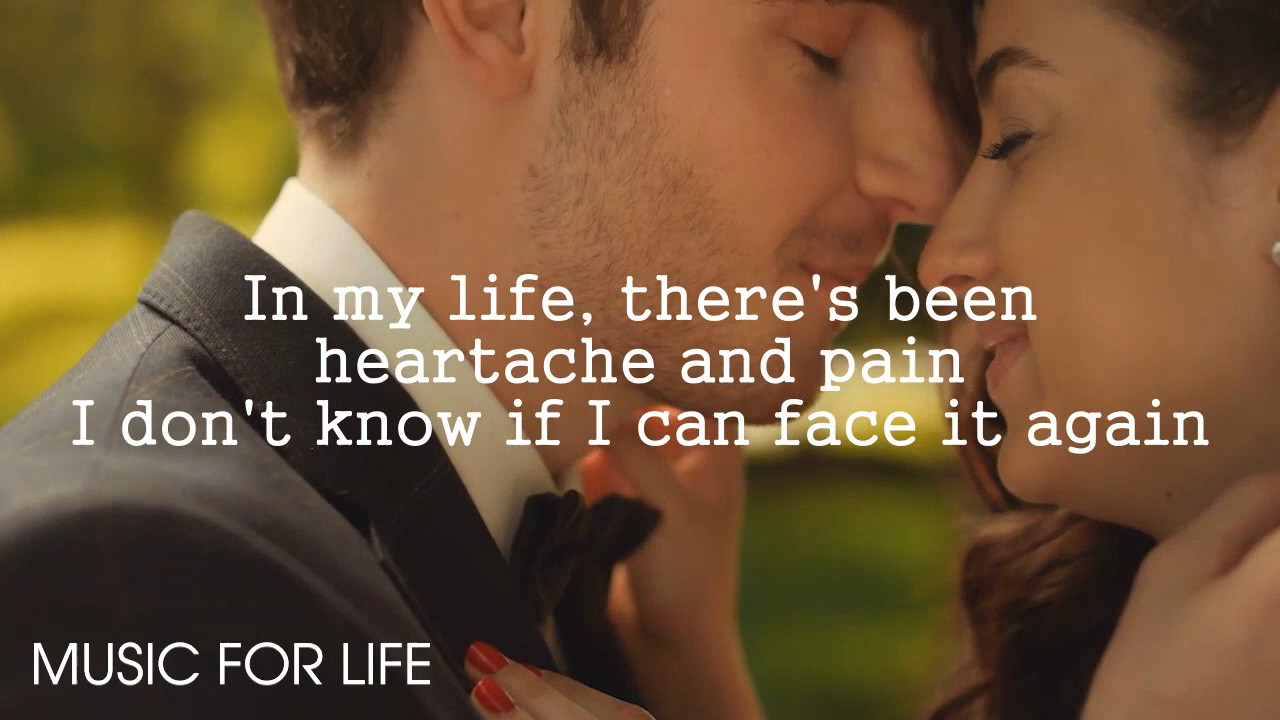 In my life, there's been
heartache and pain
I don't know if I can face it again
MUSIC FOR LIFE